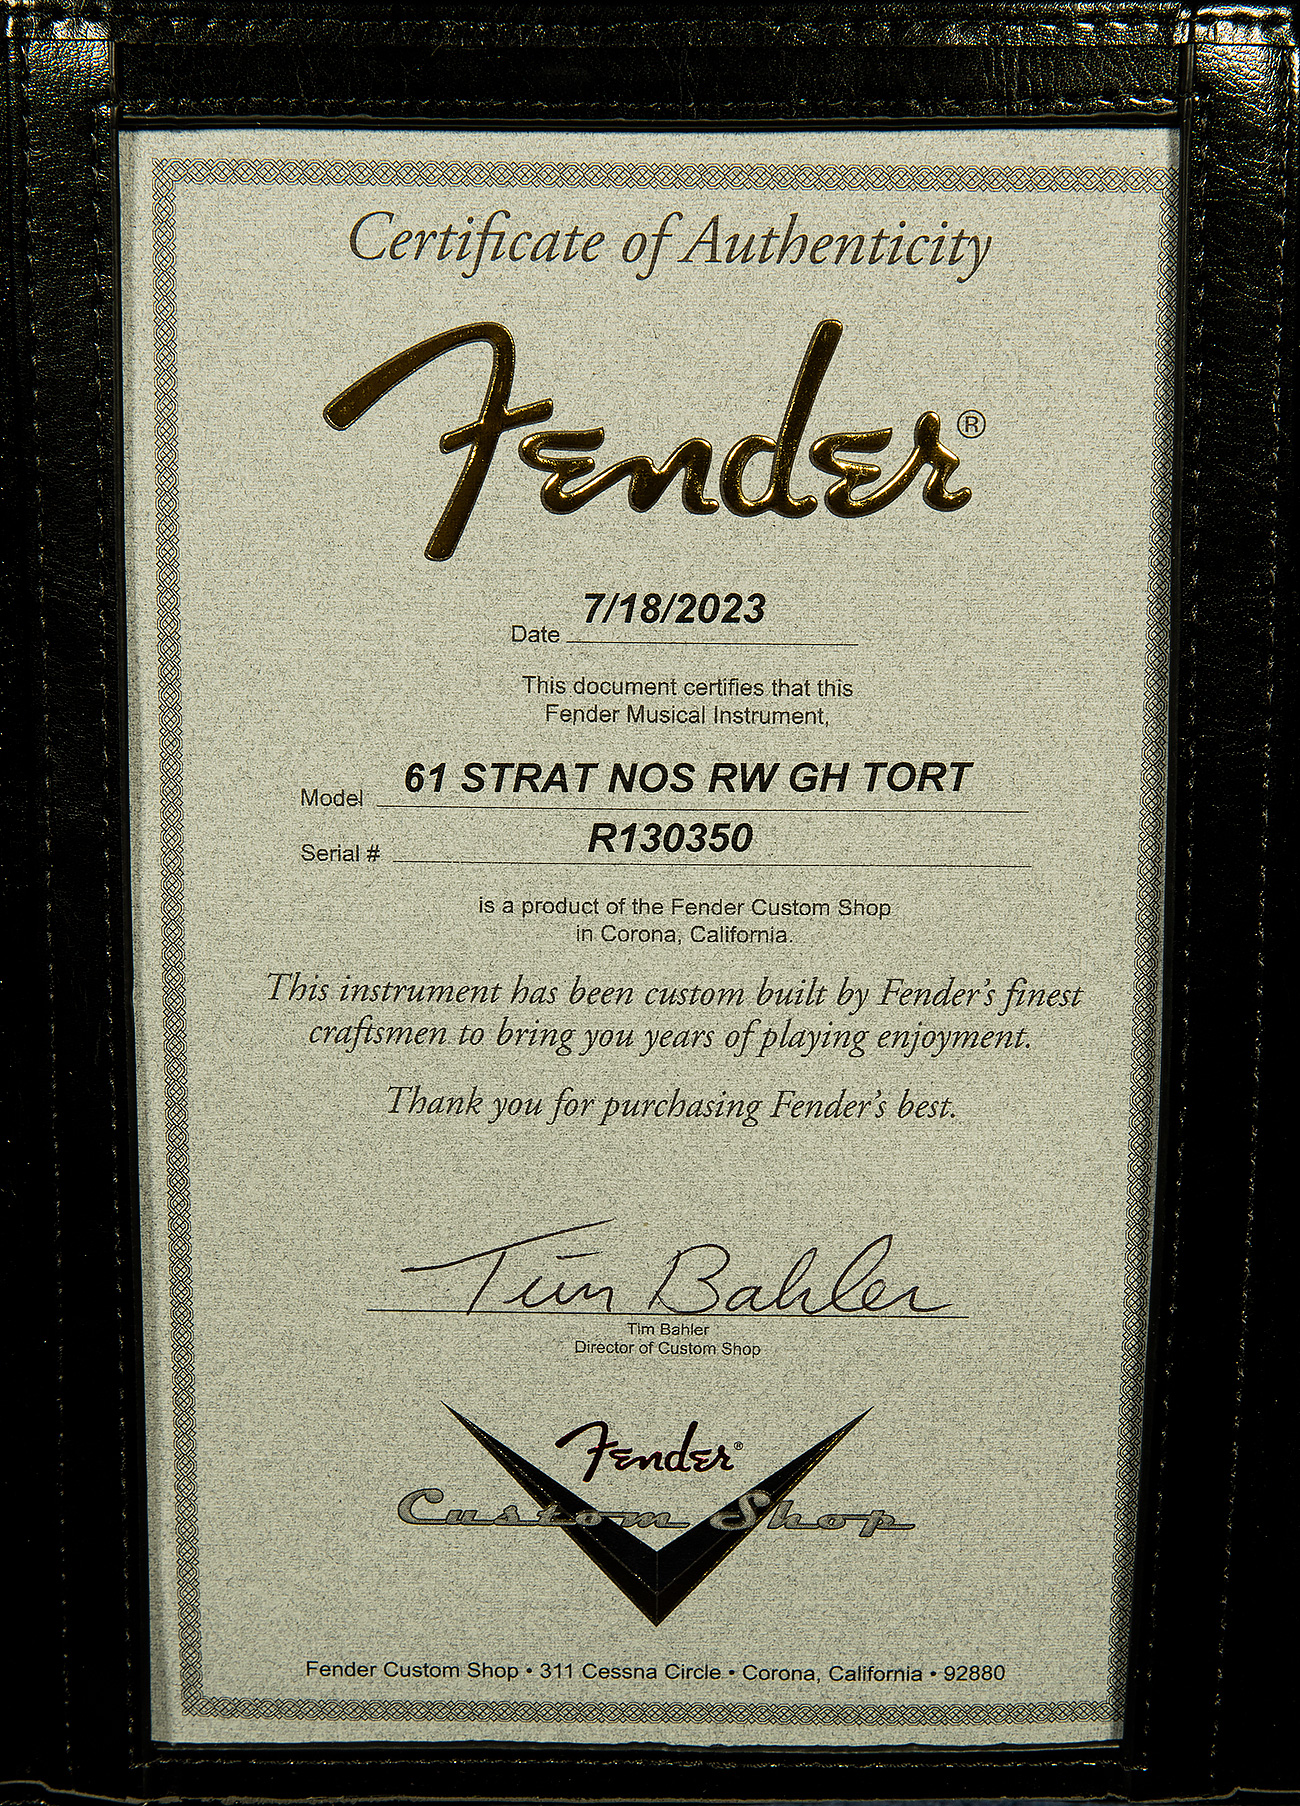 Certificate of Authenticity
Fender®
Date 7/18/2023
This document certifies that this
Fender Musical Instrument,
Model 61 STRAT NOS RW GH TORT
Serial # R130350
is a product of the Fender Custom Shop
in Corona, California.
This instrument has been custom built by Fender's finest
craftsmen to bring you years of playing enjoyment.
Thank you for purchasing Fender's best.
Tim Bahler
Tim Bahler
Director of Custom Shop
Fender®
Custom Shop
Fender Custom Shop • 311 Cessna Circle • Corona, California • 92880